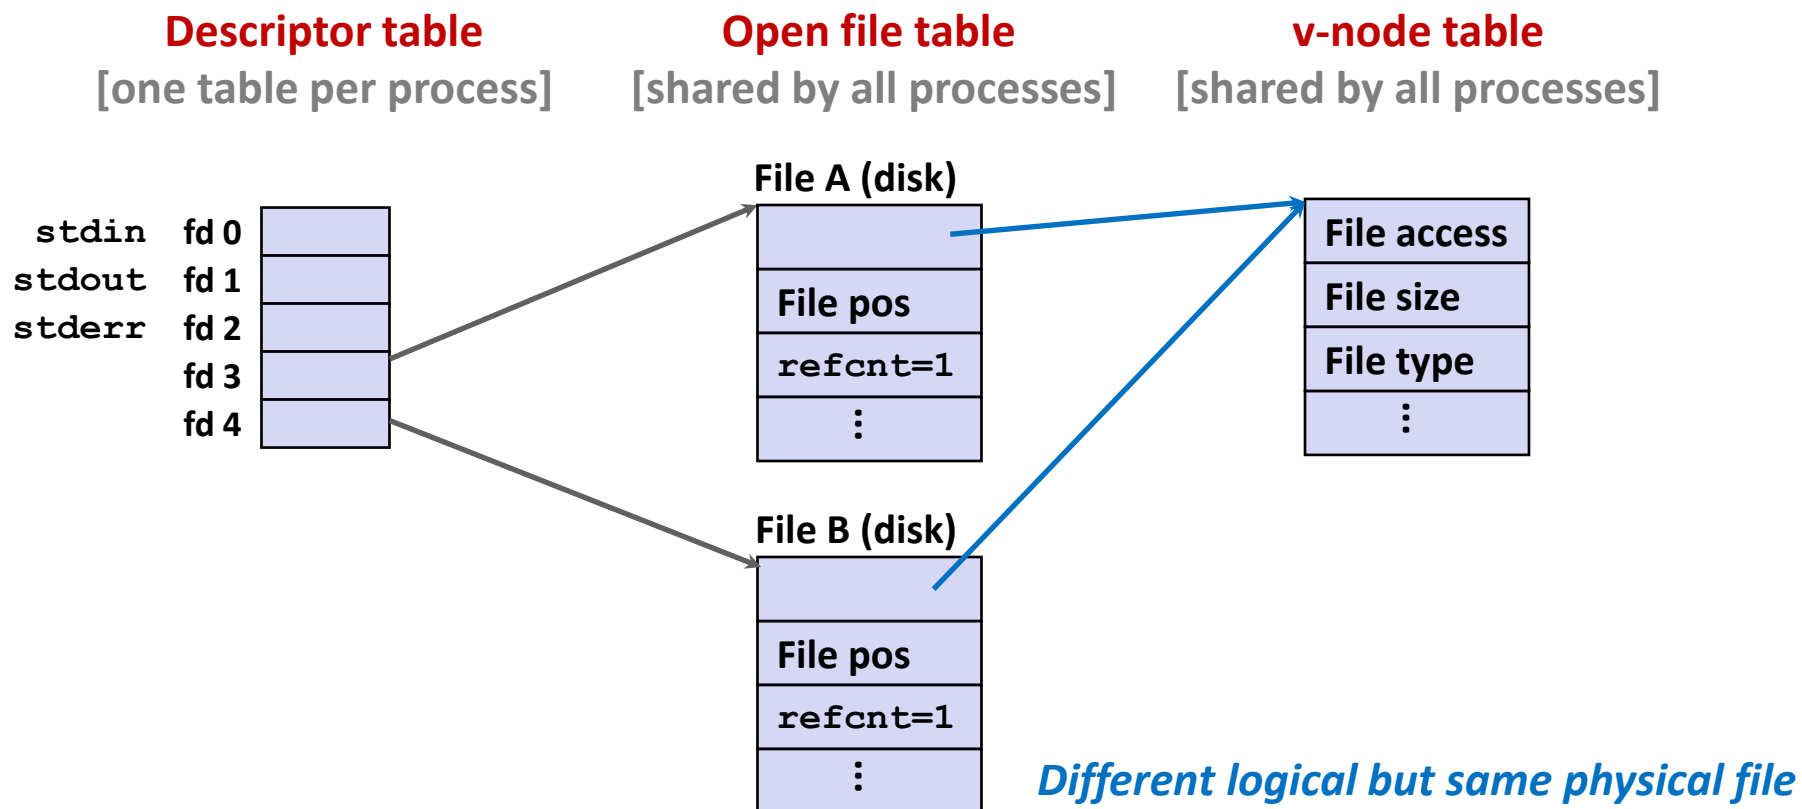 Descriptor table
[one table per process]
Open file table
[shared by all processes]
v-node table
[shared by all processes]
stdin fd 0
stdout fd 1
stderr fd 2
fd 3
fd 4
File A (disk)
File pos
refcnt=1
⋮
File B (disk)
File pos
refcnt=1
⋮
File access
File size
File type
⋮
Different logical but same physical file